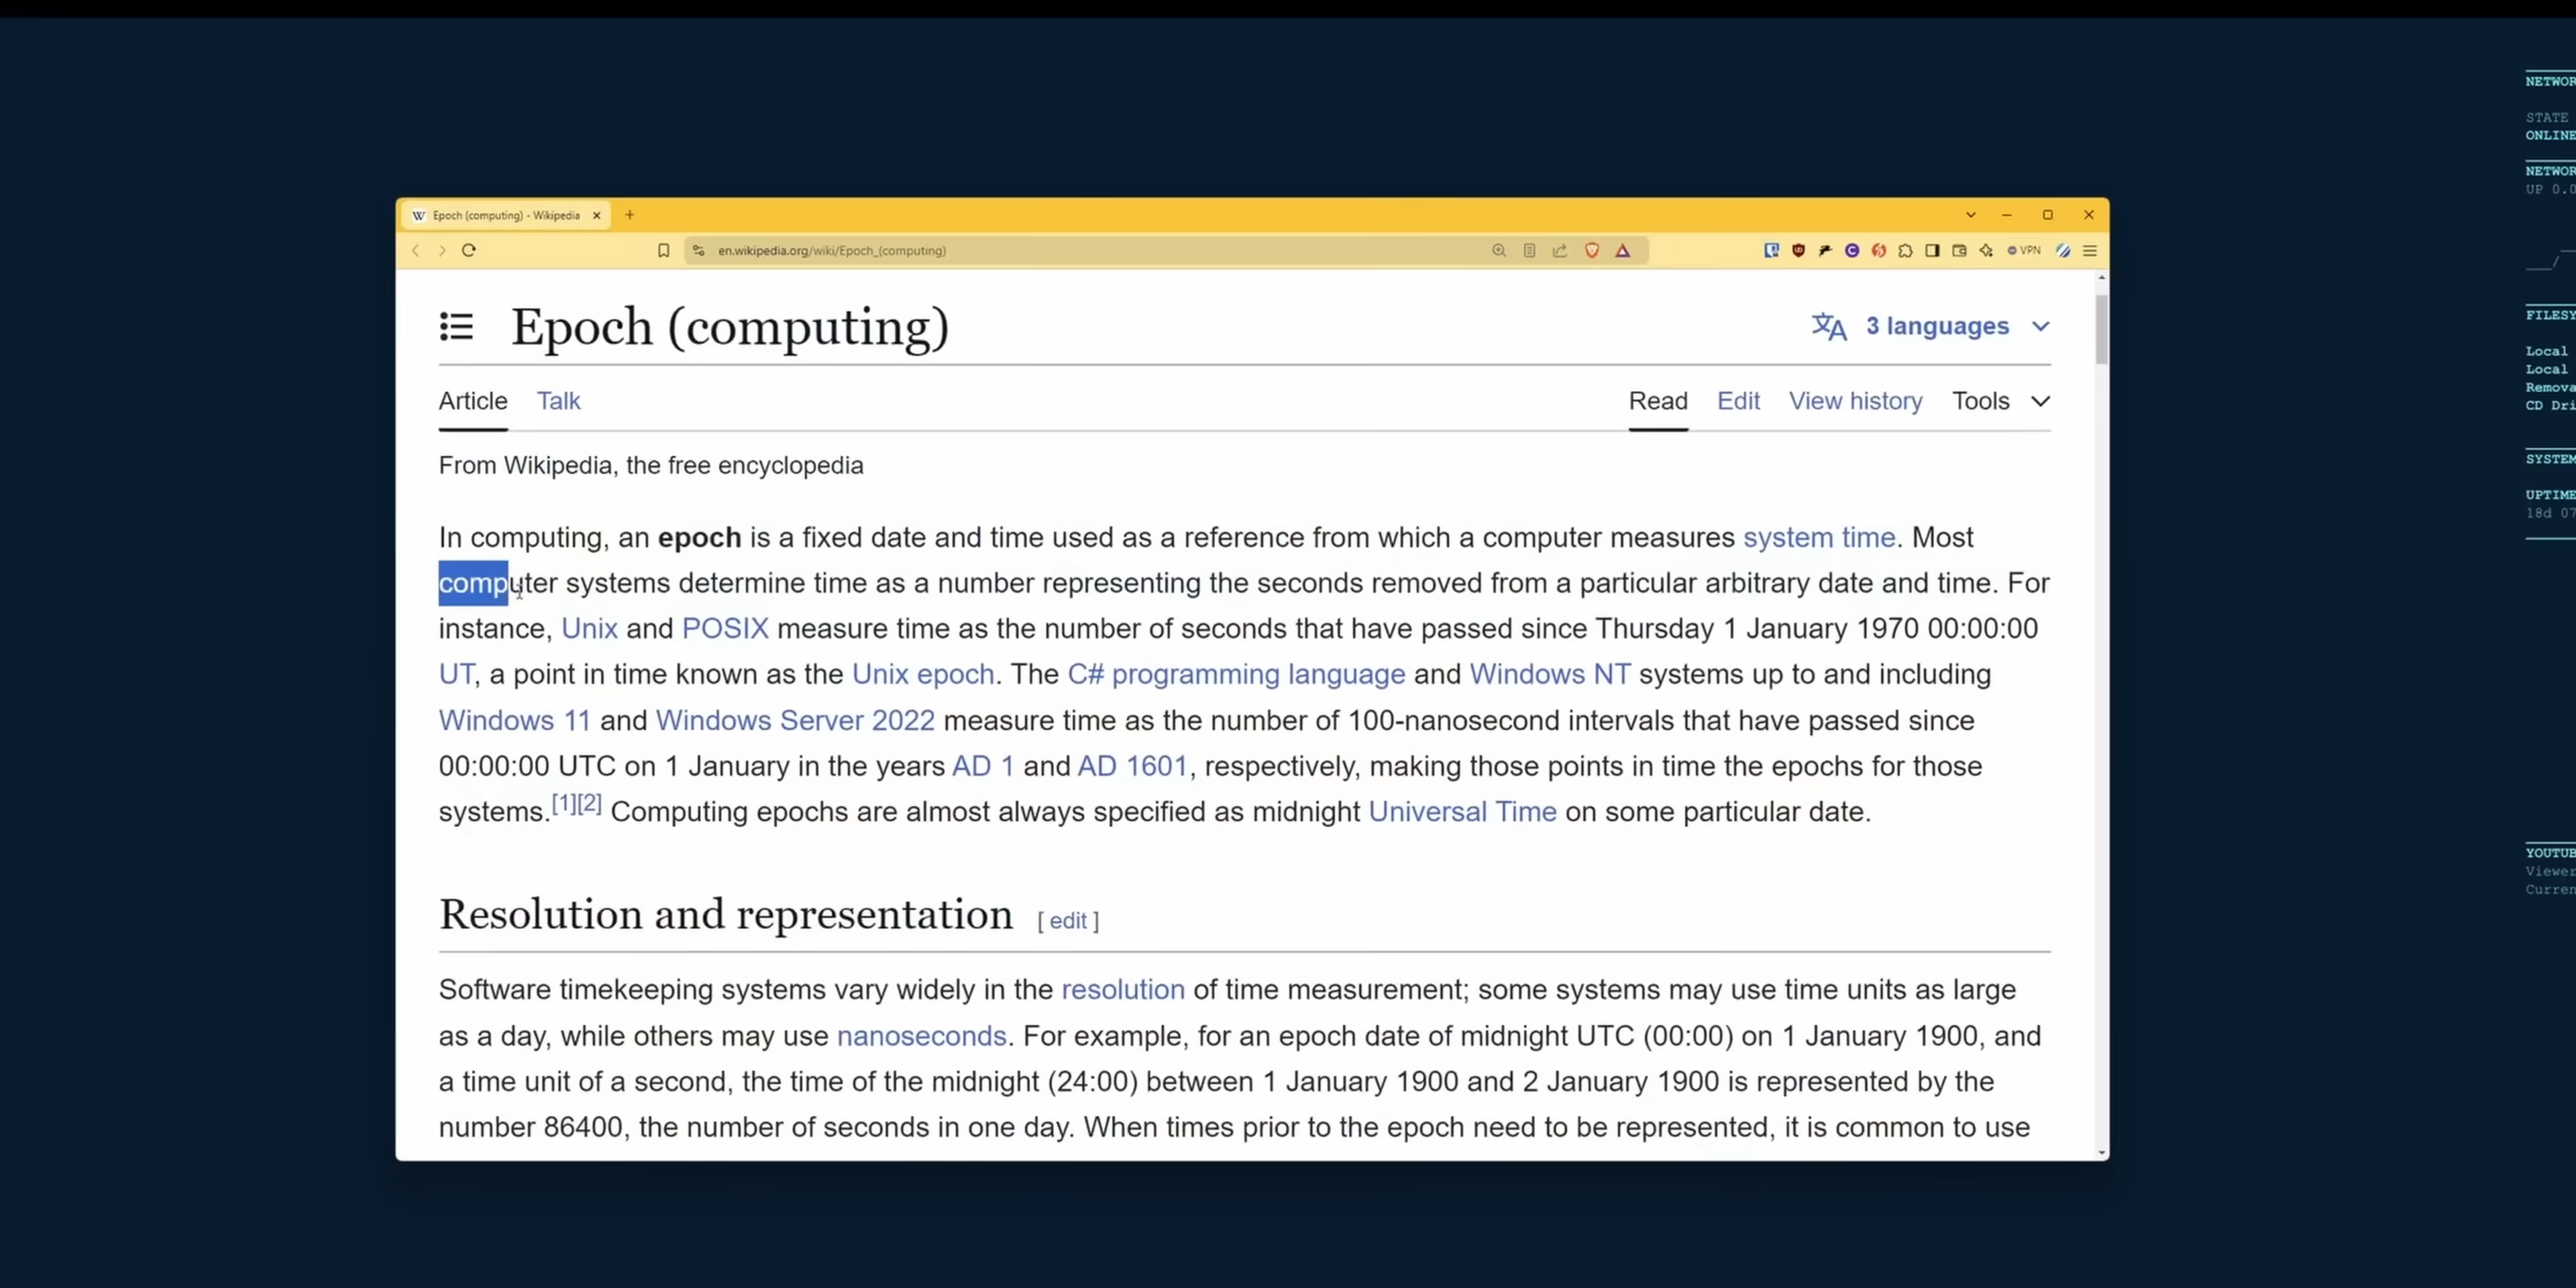 Epoch (computing) - Wikipedia
en.wikipedia.org/wiki/Epoch_(computing)
VPN
Epoch (computing)
3 languages
Article Talk
Read Edit View history Tools
From Wikipedia, the free encyclopedia
In computing, an epoch is a fixed date and time used as a reference from which a computer measures system time. Most
computer systems determine time as a number representing the seconds removed from a particular arbitrary date and time. For
instance, Unix and POSIX measure time as the number of seconds that have passed since Thursday 1 January 1970 00:00:00
UT, a point in time known as the Unix epoch. The C# programming language and Windows NT systems up to and including
Windows 11 and Windows Server 2022 measure time as the number of 100-nanosecond intervals that have passed since
00:00:00 UTC on 1 January in the years AD 1 and AD 1601, respectively, making those points in time the epochs for those
systems.[1][2] Computing epochs are almost always specified as midnight Universal Time on some particular date.
Resolution and representation [ edit ]
Software timekeeping systems vary widely in the resolution of time measurement; some systems may use time units as large
as a day, while others may use nanoseconds. For example, for an epoch date of midnight UTC (00:00) on 1 January 1900, and
a time unit of a second, the time of the midnight (24:00) between 1 January 1900 and 2 January 1900 is represented by the
number 86400, the number of seconds in one day. When times prior to the epoch need to be represented, it is common to use
NETWOR
STATE
ONLINE
NETWOR
UP 0.0
FILESY
Local
Local
Remova
CD Dri
SYSTEM
UPTIME
18d 07
YOUTUB
Viewer
Curren